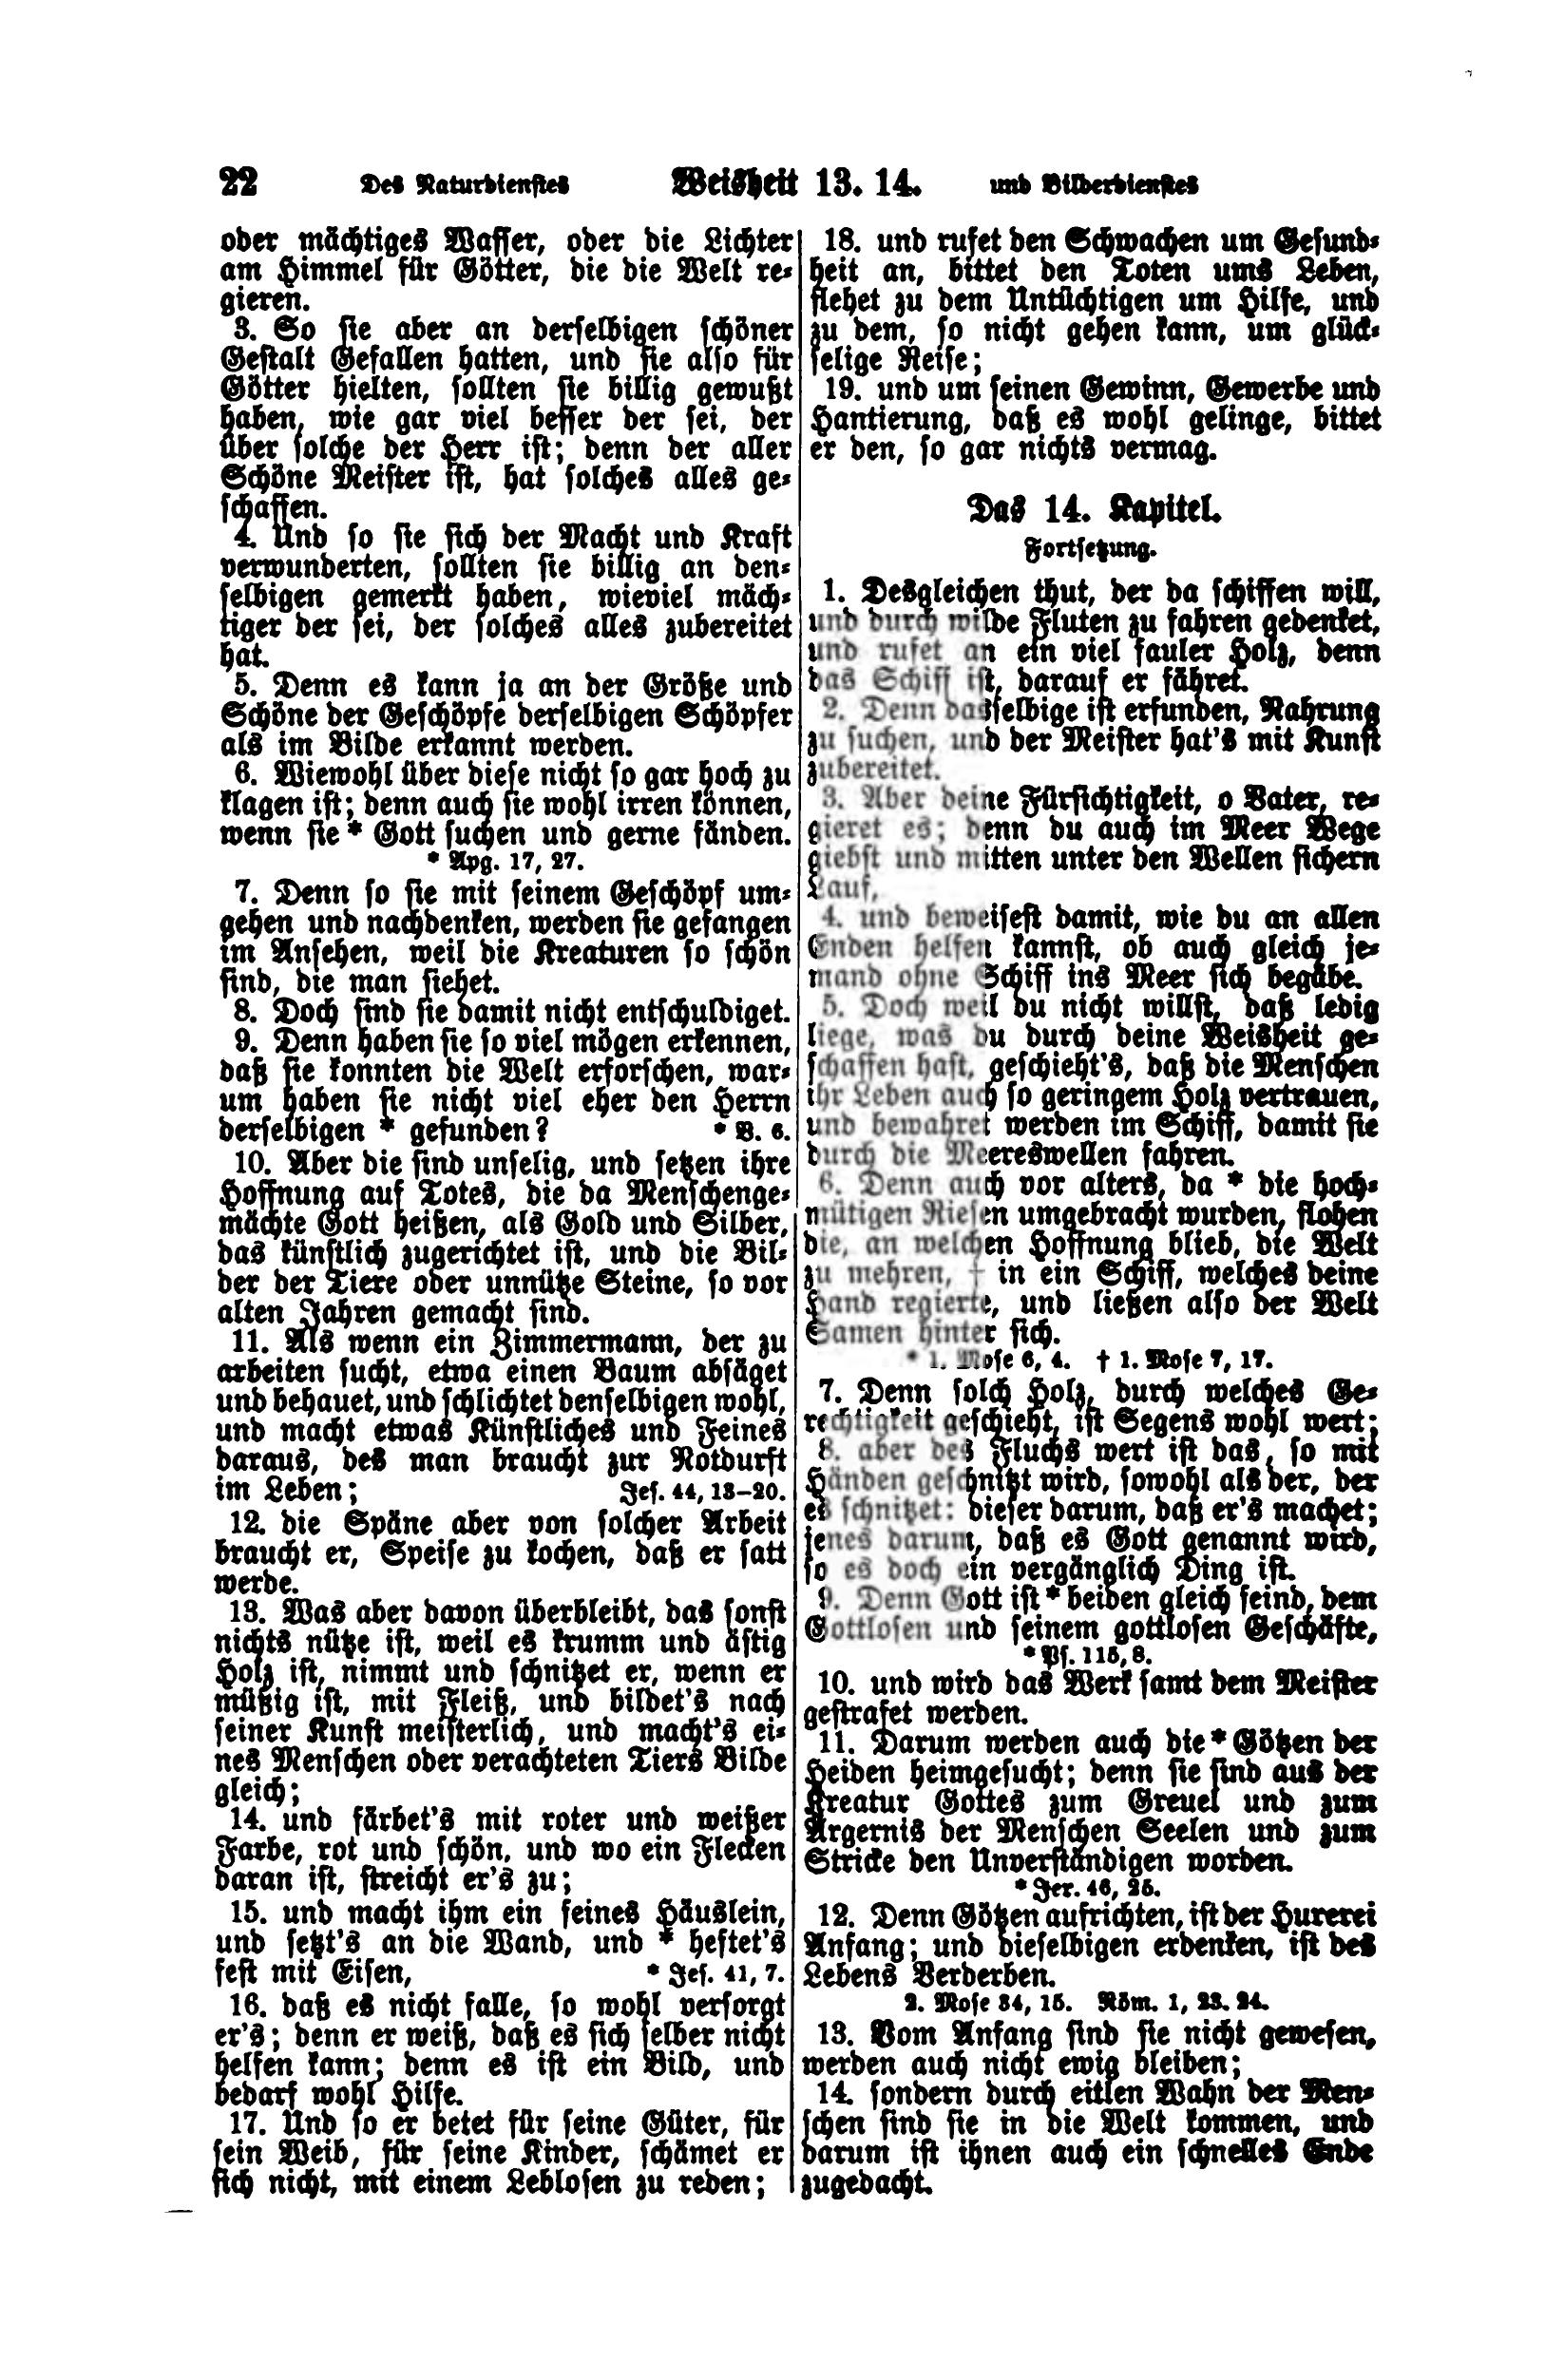 22 Des Naturdienstes Weisheit 13. 14. und Bilderdienstes
oder mächtiges Wasser, oder die Lichter
am Himmel für Götter, die die Welt re-
gieren.
3. So sie aber an derselbigen schöner
Gestalt Gefallen hatten, und sie also für
Götter hielten, sollten sie billig gewußt
haben, wie gar viel besser der sei, der
über solche der Herr ist; denn der aller
Schöne Meister ist, hat solches alles ge-
schaffen.
4. Und so sie sich der Macht und Kraft
verwunderten, sollten sie billig an den-
selbigen gemerkt haben, wieviel mäch-
tiger der sei, der solches alles zubereitet
hat.
5. Denn es kann ja an der Größe und
Schöne der Geschöpfe derselbigen Schöpfer
als im Bilde erkannt werden.
6. Wiewohl über diese nicht so gar hoch zu
klagen ist; denn auch sie wohl irren können,
wenn sie * Gott suchen und gerne fänden.
* Apg. 17, 27.
7. Denn so sie mit seinem Geschöpf um-
gehen und nachdenken, werden sie gefangen
im Ansehen, weil die Kreaturen so schön
sind, die man siehet.
8. Doch sind sie damit nicht entschuldiget.
9. Denn haben sie so viel mögen erkennen,
daß sie konnten die Welt erforschen, war-
um haben sie nicht viel eher den Herrn
derselbigen * gefunden? * V. 6.
10. Aber die sind unselig, und setzen ihre
Hoffnung auf Totes, die da Menschenge-
mächte Gott heißen, als Gold und Silber,
das künstlich zugerichtet ist, und die Bil-
der der Tiere oder unnütze Steine, so vor
alten Jahren gemacht sind.
11. Als wenn ein Zimmermann, der zu
arbeiten sucht, etwa einen Baum absäget
und behauet, und schlichtet denselbigen wohl,
und macht etwas Künstliches und Feines
daraus, des man braucht zur Notdurft
im Leben; Jes. 44, 13–20.
12. die Späne aber von solcher Arbeit
braucht er, Speise zu kochen, daß er satt
werde.
13. Was aber davon überbleibt, das sonst
nichts nütze ist, weil es krumm und ästig
Holz ist, nimmt und schnitzet er, wenn er
müßig ist, mit Fleiß, und bildet's nach
seiner Kunst meisterlich, und macht's ei-
nes Menschen oder verachteten Tiers Bilde
gleich;
14. und färbet's mit roter und weißer
Farbe, rot und schön, und wo ein Flecken
daran ist, streicht er's zu;
15. und macht ihm ein feines Häuslein,
und setzt's an die Wand, und * heftet's
fest mit Eisen, * Jes. 41, 7.
16. daß es nicht falle, so wohl versorgt
er's; denn er weiß, daß es sich selber nicht
helfen kann; denn es ist ein Bild, und
bedarf wohl Hilfe.
17. Und so er betet für seine Güter, für
sein Weib, für seine Kinder, schämet er
sich nicht, mit einem Leblosen zu reden;
18. und rufet den Schwachen um Gesund-
heit an, bittet den Toten ums Leben,
flehet zu dem Untüchtigen um Hilfe, und
zu dem, so nicht gehen kann, um glück-
selige Reise;
19. und um seinen Gewinn, Gewerbe und
Hantierung, daß es wohl gelinge, bittet
er den, so gar nichts vermag.
Das 14. Kapitel.
Fortsetzung.
1. Desgleichen thut, der da schiffen will,
und durch wilde Fluten zu fahren gedenket,
und rufet an ein viel fauler Holz, denn
das Schiff ist, darauf er fähret.
2. Denn dasselbige ist erfunden, Nahrung
zu suchen, und der Meister hat's mit Kunst
zubereitet.
3. Aber deine Fürsichtigkeit, o Vater, re-
gieret es; denn du auch im Meer Wege
giebst und mitten unter den Wellen sichern
Lauf,
4. und beweisest damit, wie du an allen
Enden helfen kannst, ob auch gleich je-
mand ohne Schiff ins Meer sich begäbe.
5. Doch weil du nicht willst, daß ledig
liege, was du durch deine Weisheit ge-
schaffen hast, geschieht's, daß die Menschen
ihr Leben auch so geringem Holz vertrauen,
und bewahret werden im Schiff, damit sie
durch die Meereswellen fahren.
6. Denn auch vor alters, da * die hoch-
mütigen Riesen umgebracht wurden, flohen
die, an welchen Hoffnung blieb, die Welt
zu mehren, † in ein Schiff, welches deine
Hand regierte, und ließen also der Welt
Samen hinter sich.
* 1. Mose 6, 4. † 1. Mose 7, 17.
7. Denn solch Holz, durch welches Ge-
rechtigkeit geschieht, ist Segens wohl wert;
8. aber des Fluchs wert ist das, so mit
Händen geschnitzt wird, sowohl als der, der
es schnitzet: dieser darum, daß er's machet;
jenes darum, daß es Gott genannt wird,
so es doch ein vergänglich Ding ist.
9. Denn Gott ist * beiden gleich feind, dem
Gottlosen und seinem gottlosen Geschäfte,
* Ps. 115, 8.
10. und wird das Werk samt dem Meister
gestrafet werden.
11. Darum werden auch die * Götzen der
Heiden heimgesucht; denn sie sind aus der
Kreatur Gottes zum Greuel und zum
Ärgernis der Menschen Seelen und zum
Stricke den Unverständigen worden.
* Jer. 46, 25.
12. Denn Götzen aufrichten, ist der Hurerei
Anfang; und dieselbigen erdenken, ist des
Lebens Verderben.
2. Mose 34, 15. Röm. 1, 23. 24.
13. Vom Anfang sind sie nicht gewesen,
werden auch nicht ewig bleiben;
14. sondern durch eitlen Wahn der Men-
schen sind sie in die Welt kommen, und
darum ist ihnen auch ein schnelles Ende
zugedacht.